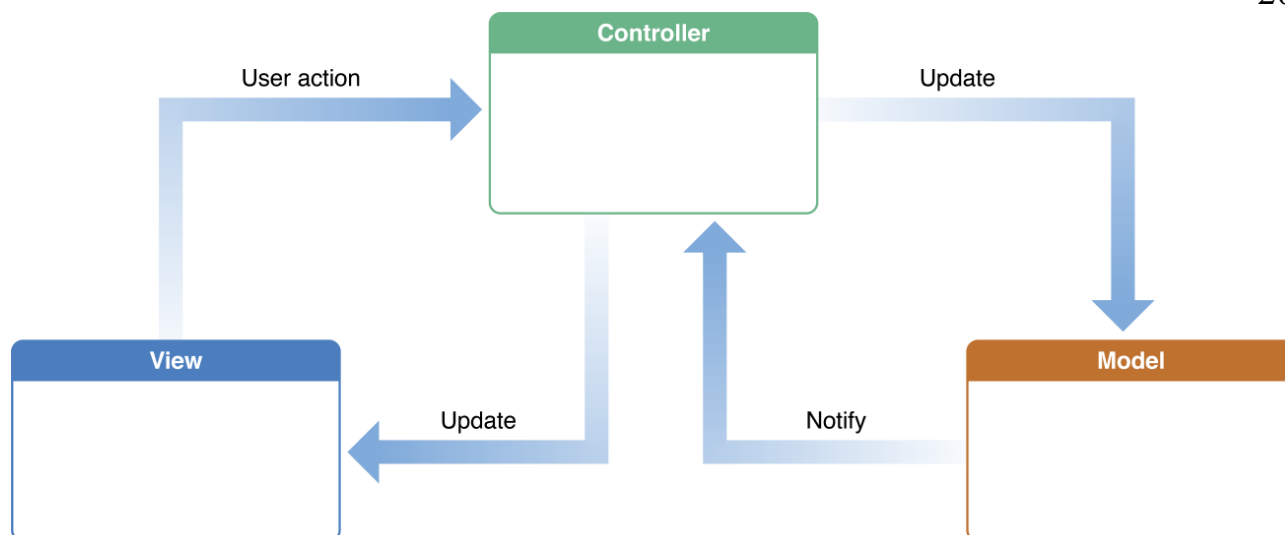 Controller
User action
Update
View
Model
Update
Notify